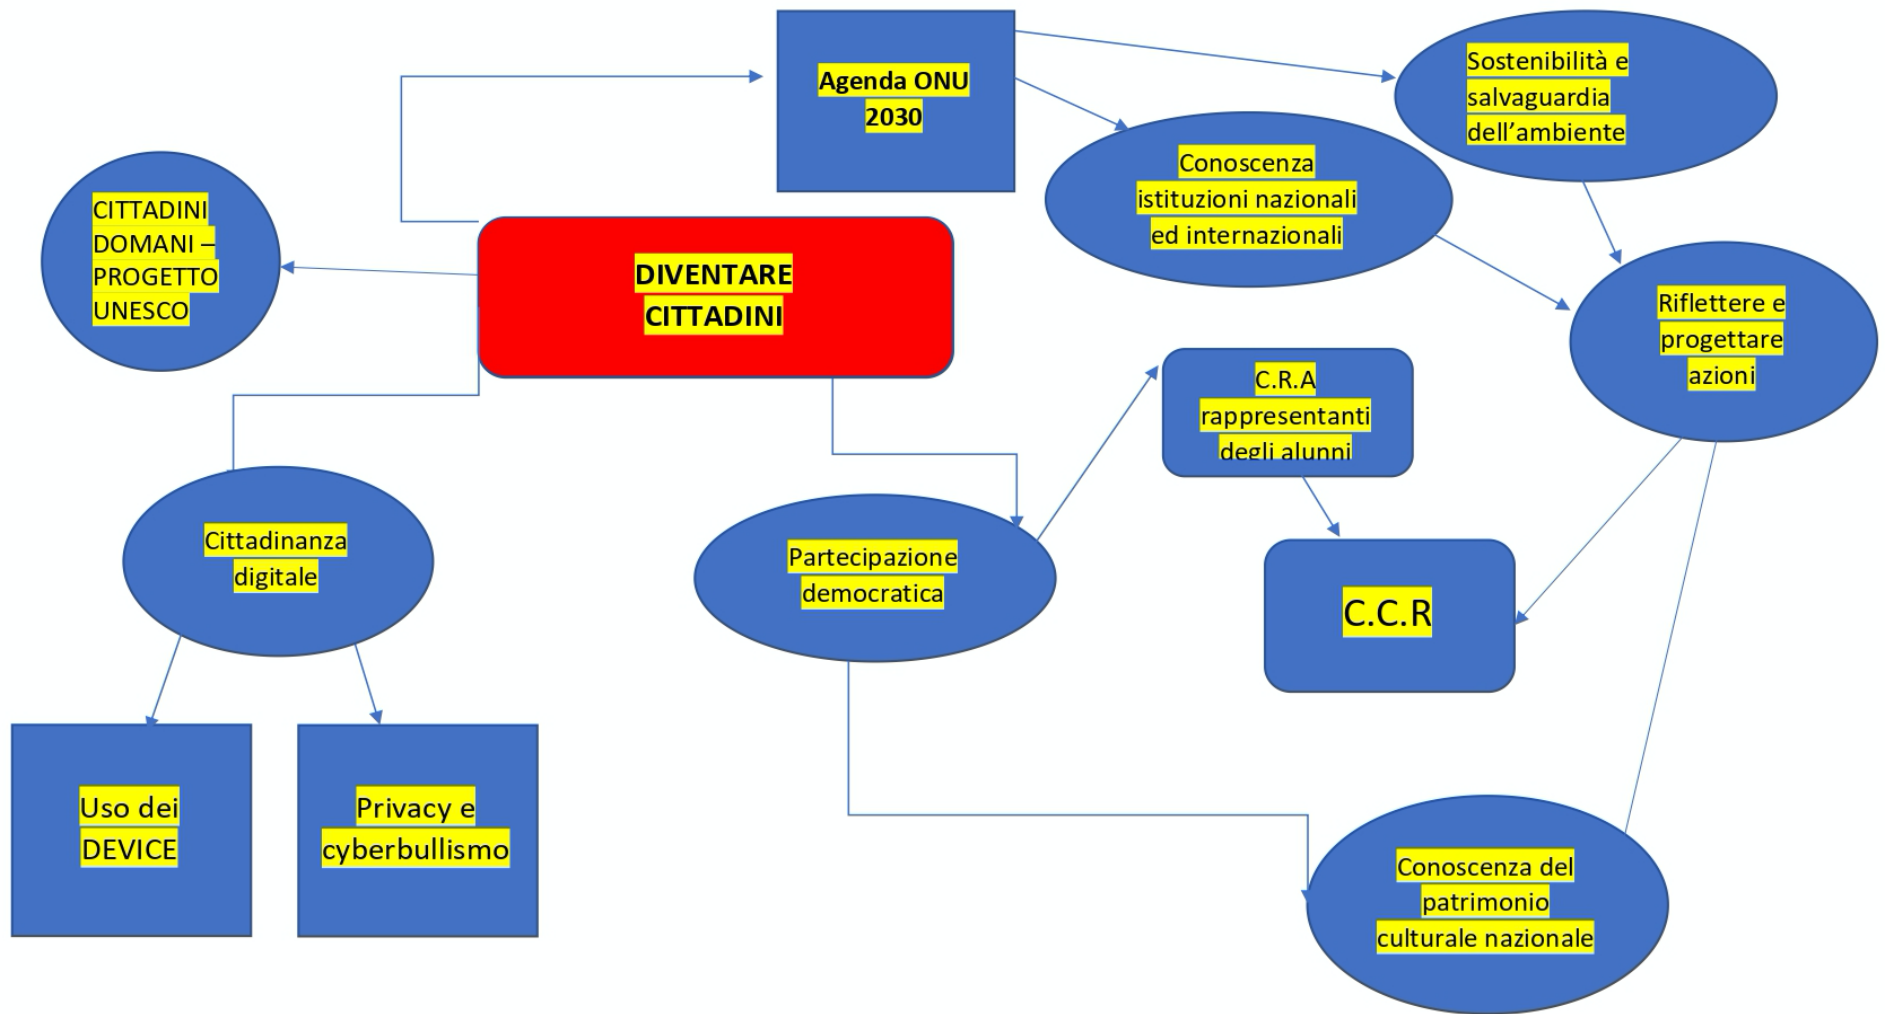 Agenda ONU
2030
Sostenibilità e
salvaguardia
dell’ambiente
Conoscenza
istituzioni nazionali
ed internazionali
CITTADINI
DOMANI –
PROGETTO
UNESCO
DIVENTARE
CITTADINI
Riflettere e
progettare
azioni
C.R.A
rappresentanti
degli alunni
Cittadinanza
digitale
Partecipazione
democratica
C.C.R
Uso dei
DEVICE
Privacy e
cyberbullismo
Conoscenza del
patrimonio
culturale nazionale